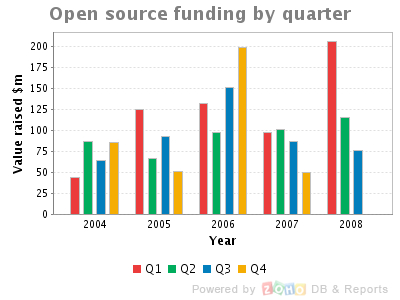 Open source funding by quarter
Value raised $m
200
175
150
125
100
75
50
25
0
2004 2005 2006 2007 2008
Year
Q1 Q2 Q3 Q4
Powered by ZOHO DB & Reports